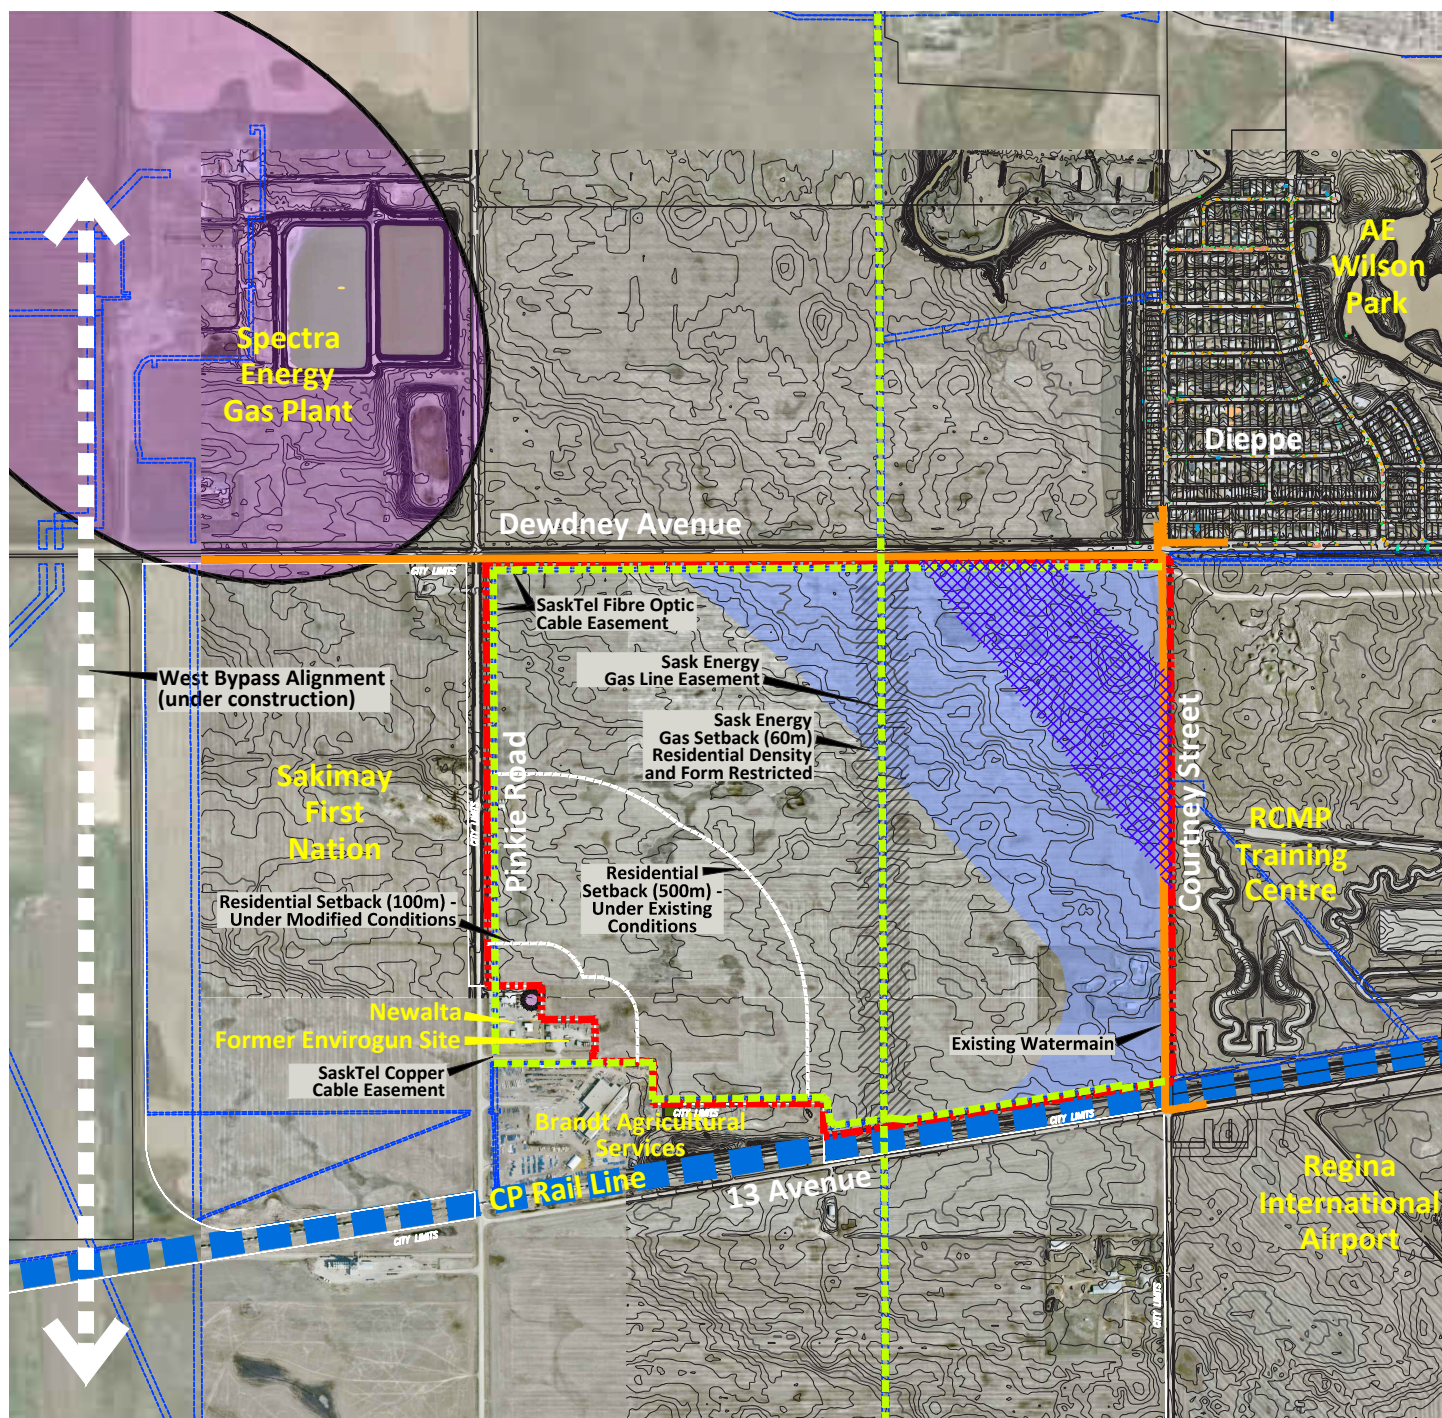 AE
Wilson
Park
Spectra
Energy
Gas Plant
Dieppe
Dewdney Avenue
CITY LIMITS
SaskTel Fibre Optic
Cable Easement
Sask Energy
Gas Line Easement
West Bypass Alignment
(under construction)
Sask Energy
Gas Setback (60m)
Residential Density
and Form Restricted
Pinkie Road
Courtney Street
Sakimay
First
Nation
CITY LIMITS
RCMP
Training
Centre
Residential
Setback (500m) -
Under Existing
Conditions
Residential Setback (100m) -
Under Modified Conditions
Newalta
Former Envirogun Site
Existing Watermain
SaskTel Copper
Cable Easement
CITY LIMITS
CITY LIMITS
Brandt Agricultural
Services
CP Rail Line
13 Avenue
Regina
International
Airport
CITY LIMITS
CITY LIMITS